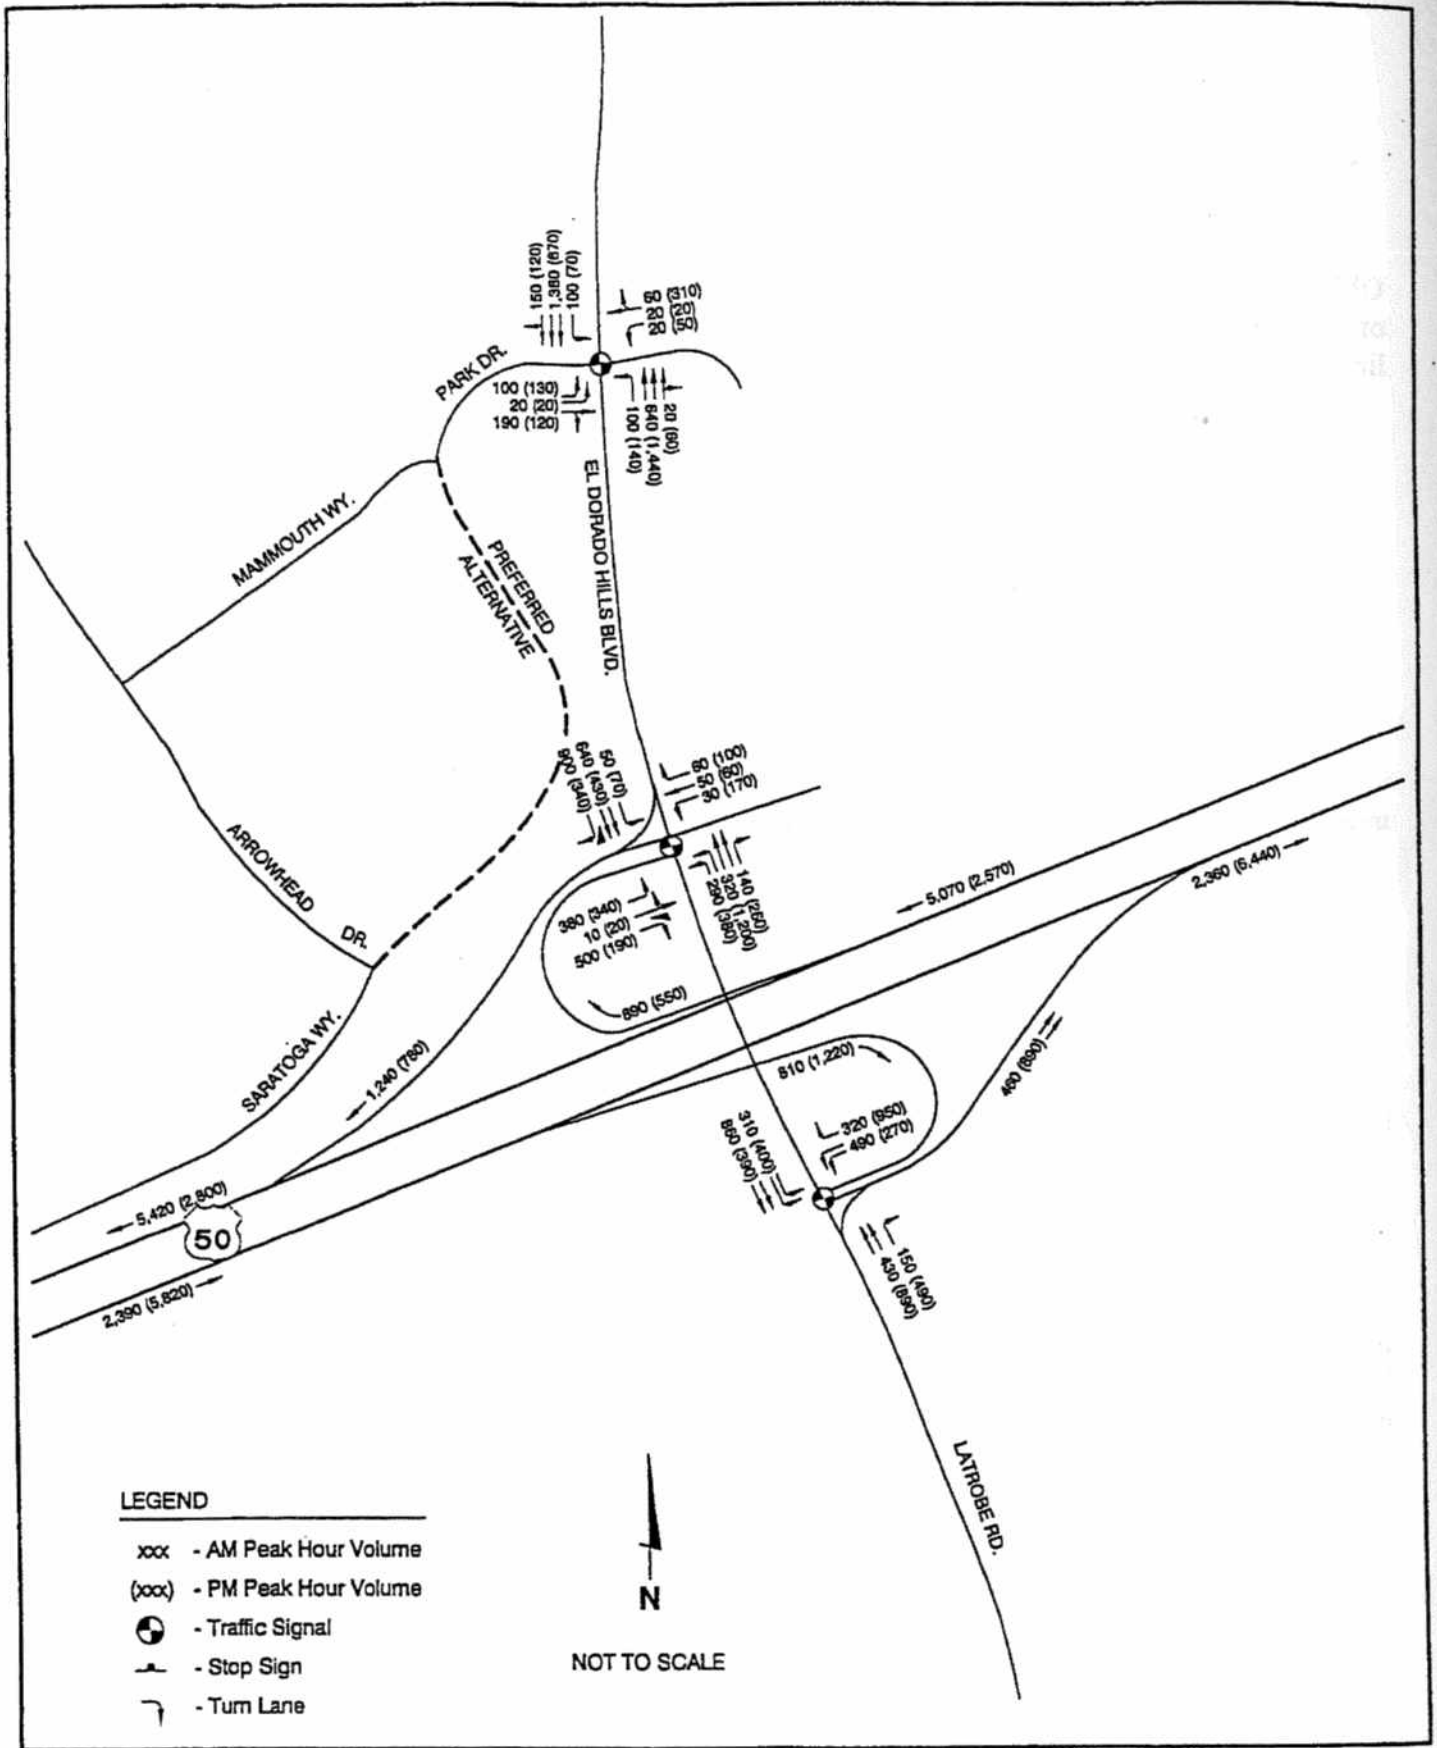 150 (120)
1,380 (870)
100 (70)
60 (310)
20 (20)
20 (50)
PARK DR.
100 (130)
20 (20)
190 (120)
20 (60)
640 (1,440)
100 (140)
EL DORADO HILLS BLVD.
MAMMOUTH WY.
PREFERRED
ALTERNATIVE
50 (70)
640 (430)
900 (340)
60 (100)
50 (60)
30 (170)
ARROWHEAD
DR.
140 (260)
320 (1,200)
290 (380)
380 (340)
10 (20)
500 (190)
5,070 (2,570)
2,360 (6,440)
890 (550)
SARATOGA WY.
1,240 (780)
810 (1,220)
460 (890)
320 (950)
490 (270)
310 (400)
860 (390)
5,420 (2,800)
50
2,390 (5,820)
150 (490)
430 (890)
LATROBE RD.
LEGEND
xxx - AM Peak Hour Volume
(xxx) - PM Peak Hour Volume
- Traffic Signal
- Stop Sign
- Turn Lane
N
NOT TO SCALE